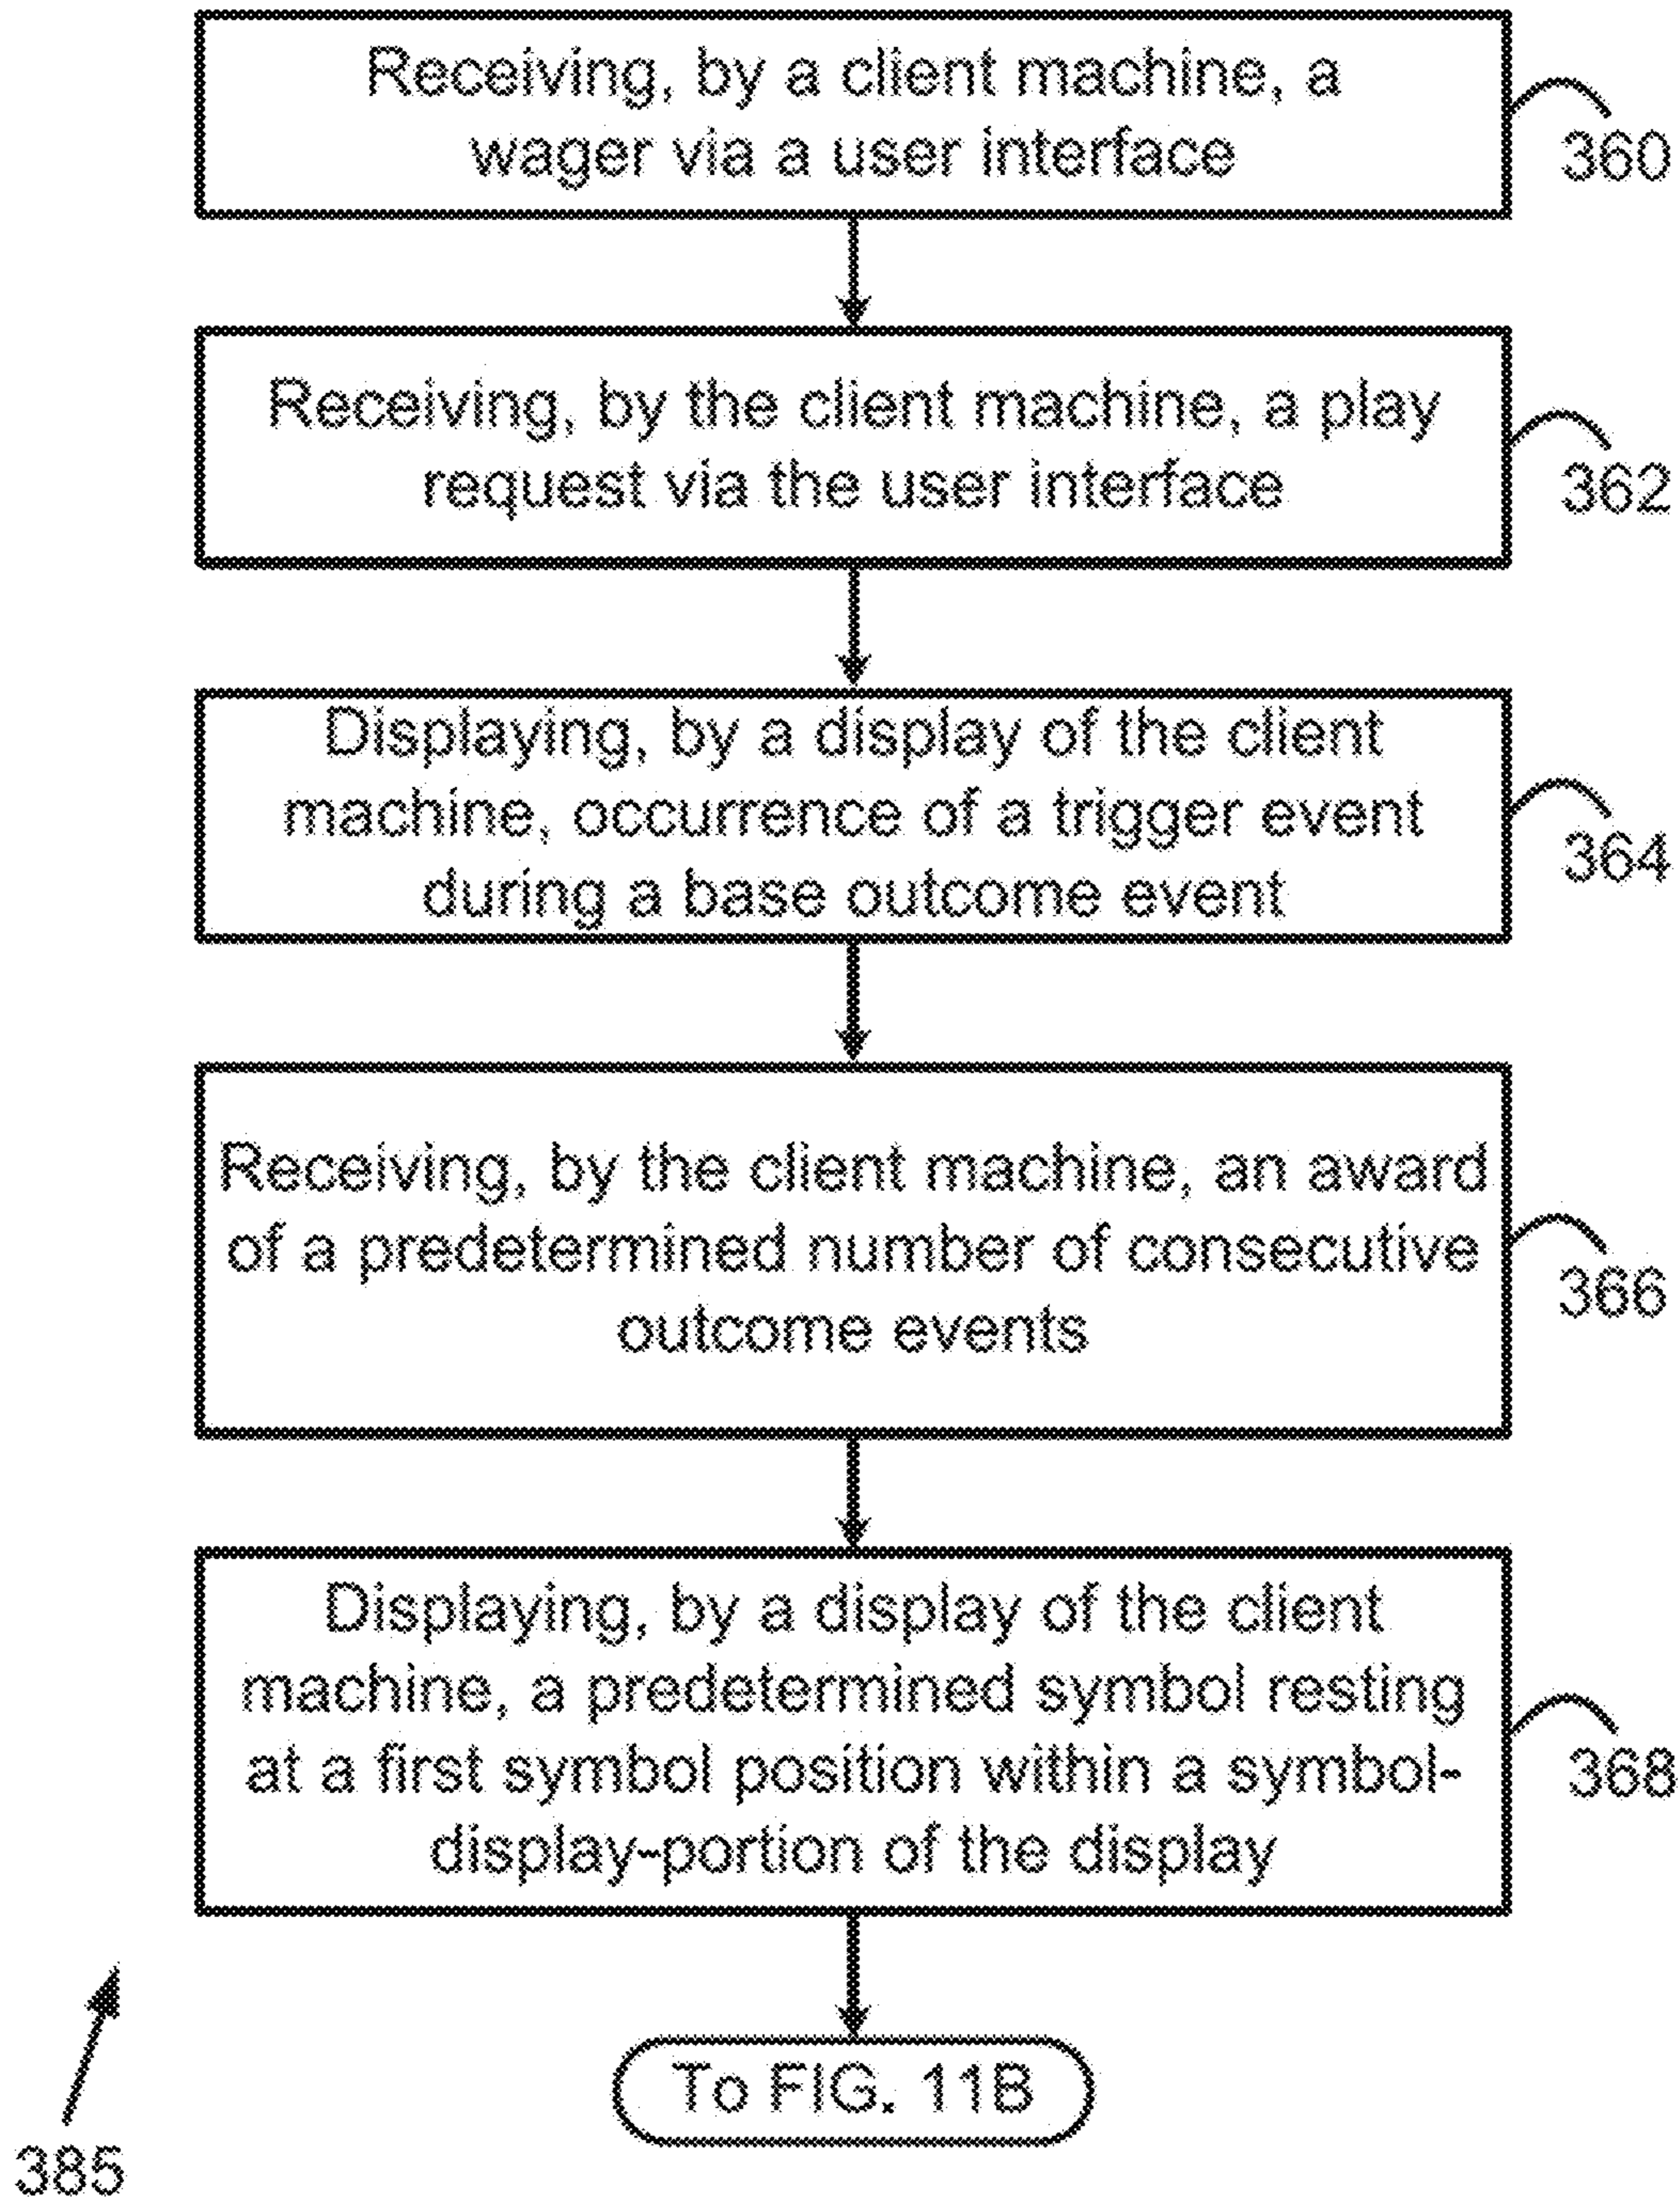 Receiving, by a client machine, a
wager via a user interface
360
Receiving, by the client machine, a play
request via the user interface
362
Displaying, by a display of the client
machine, occurrence of a trigger event
during a base outcome event
364
Receiving, by the client machine, an award
of a predetermined number of consecutive
outcome events
366
Displaying, by a display of the client
machine, a predetermined symbol resting
at a first symbol position within a symbol-
display-portion of the display
368
To FIG. 11B
385